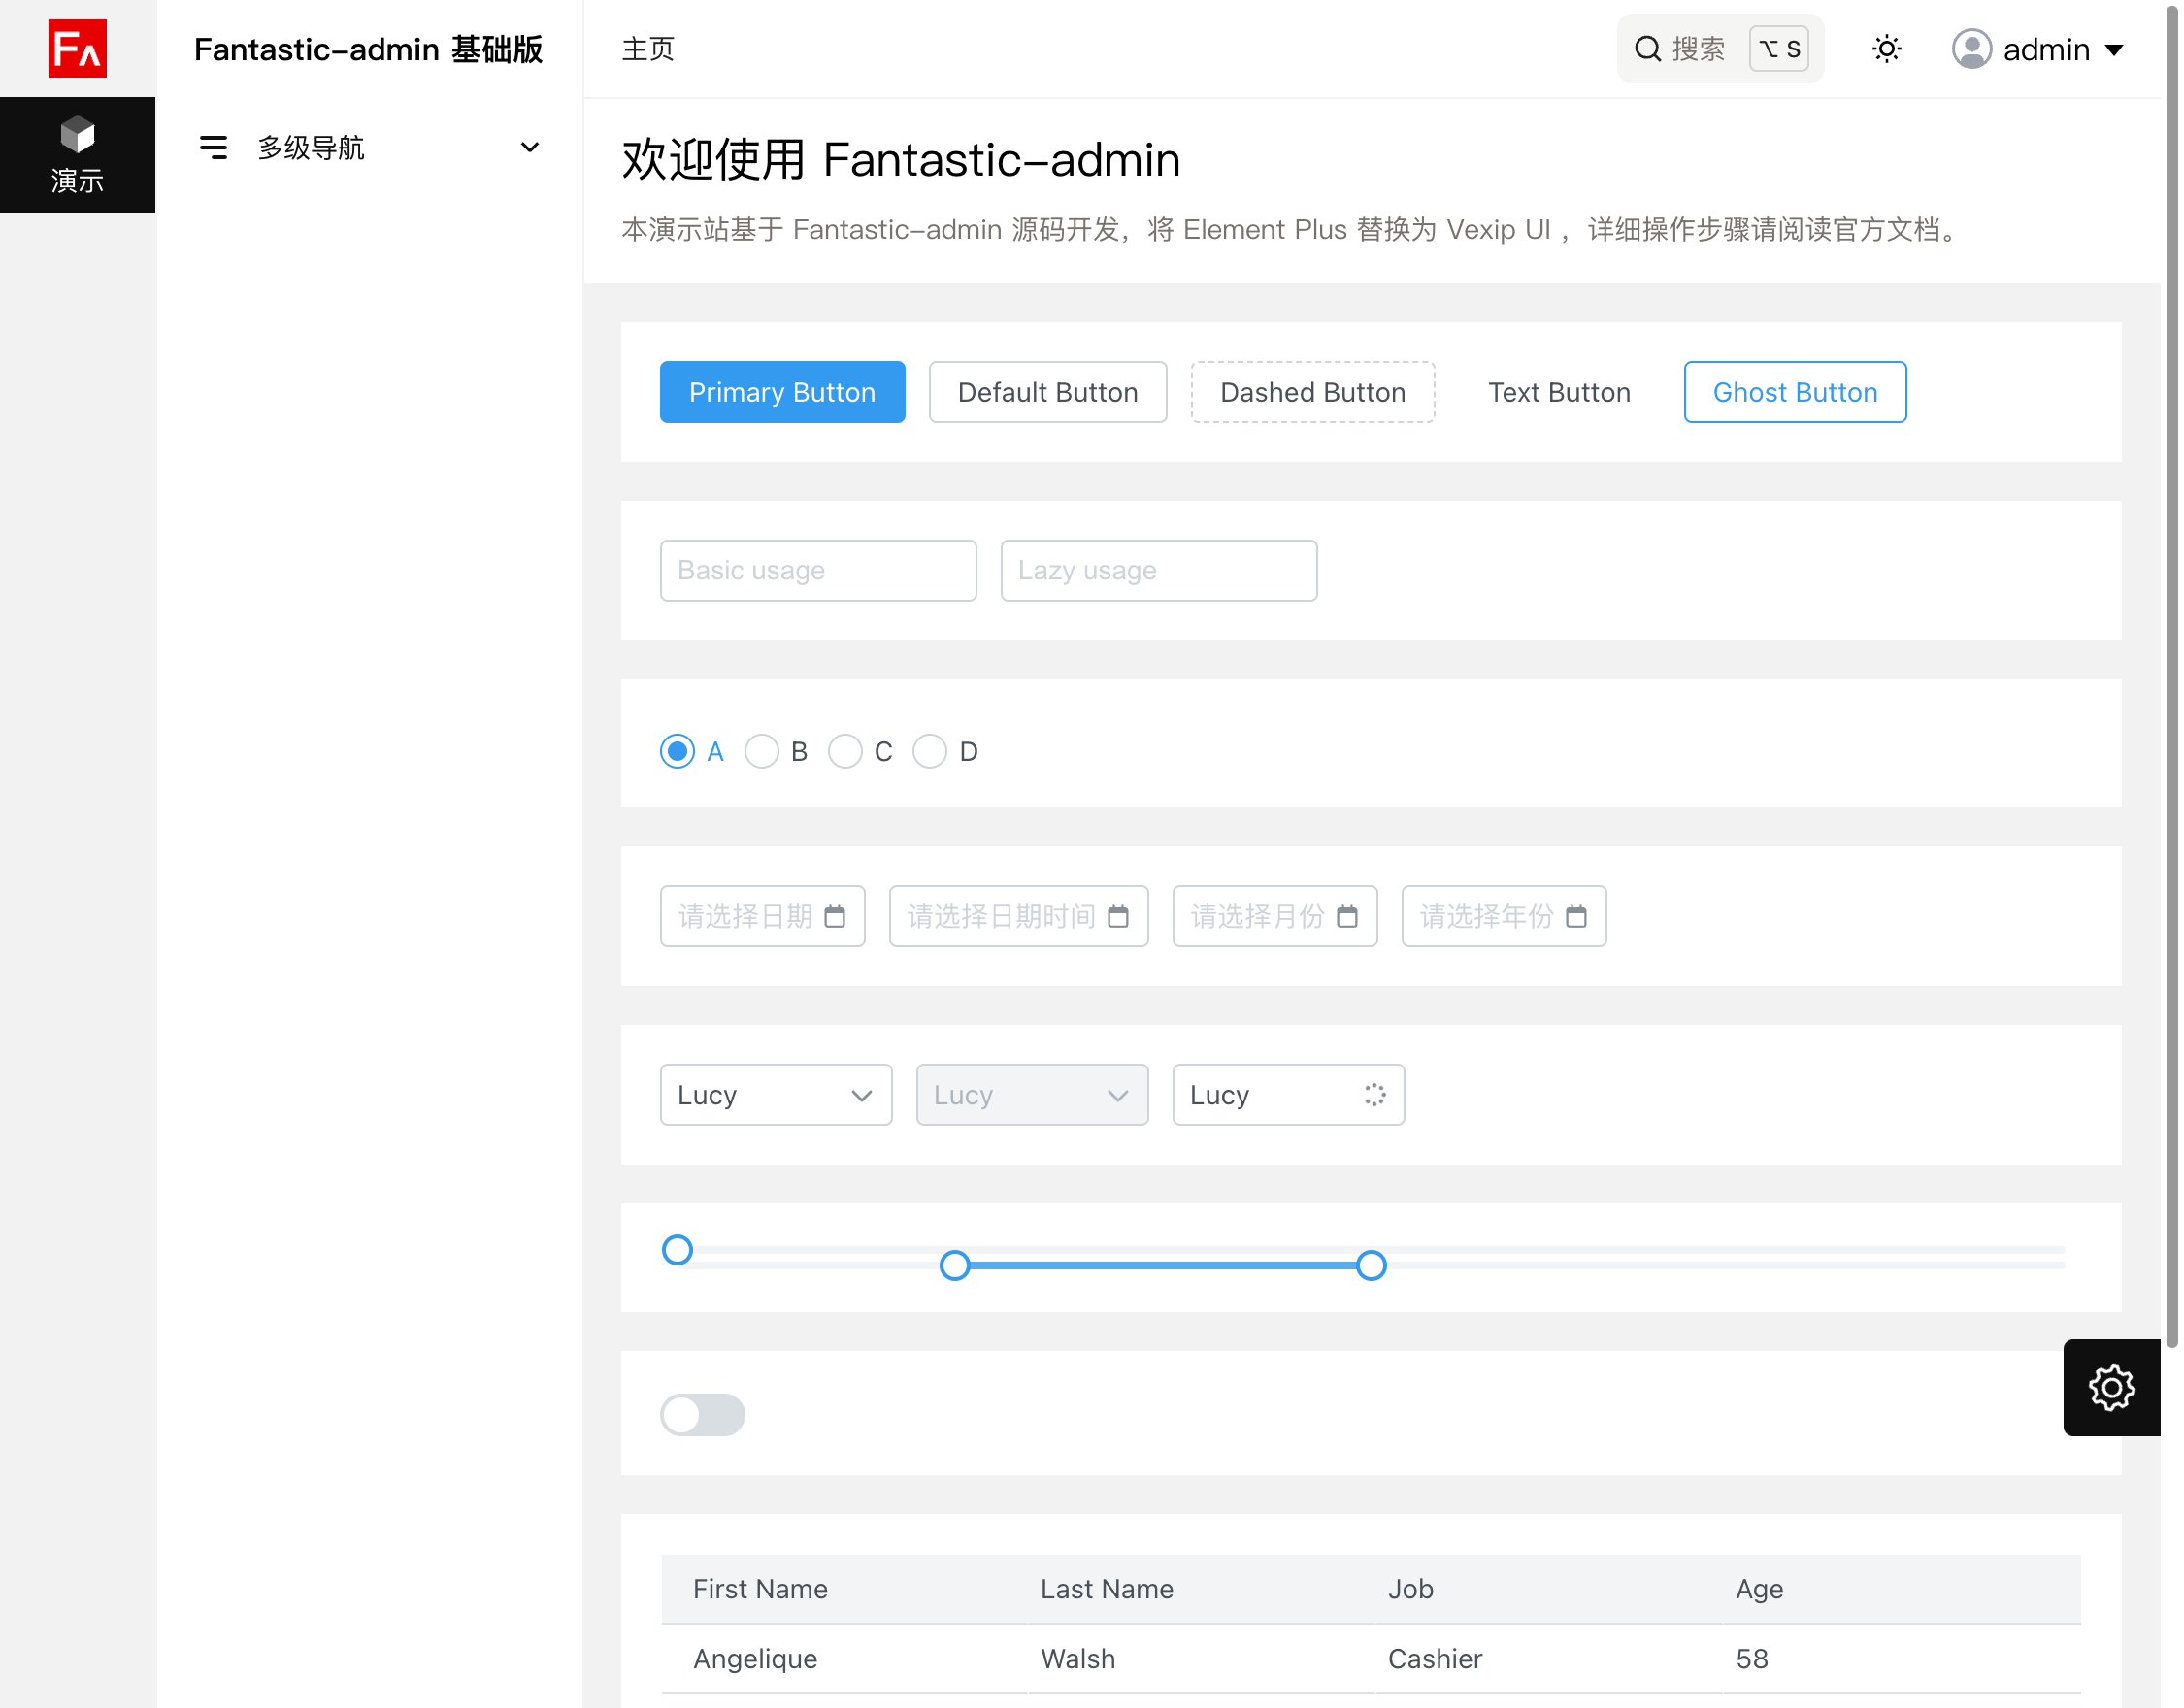 FA
Fantastic-admin 基础版
主页
搜索
⌥ S
admin
演示
多级导航
欢迎使用 Fantastic-admin
本演示站基于 Fantastic-admin 源码开发，将 Element Plus 替换为 Vexip UI ，详细操作步骤请阅读官方文档。
Primary Button
Default Button
Dashed Button
Text Button
Ghost Button
Basic usage
Lazy usage
A
B
C
D
请选择日期
请选择日期时间
请选择月份
请选择年份
Lucy
Lucy
Lucy
First Name
Last Name
Job
Age
Angelique
Walsh
Cashier
58